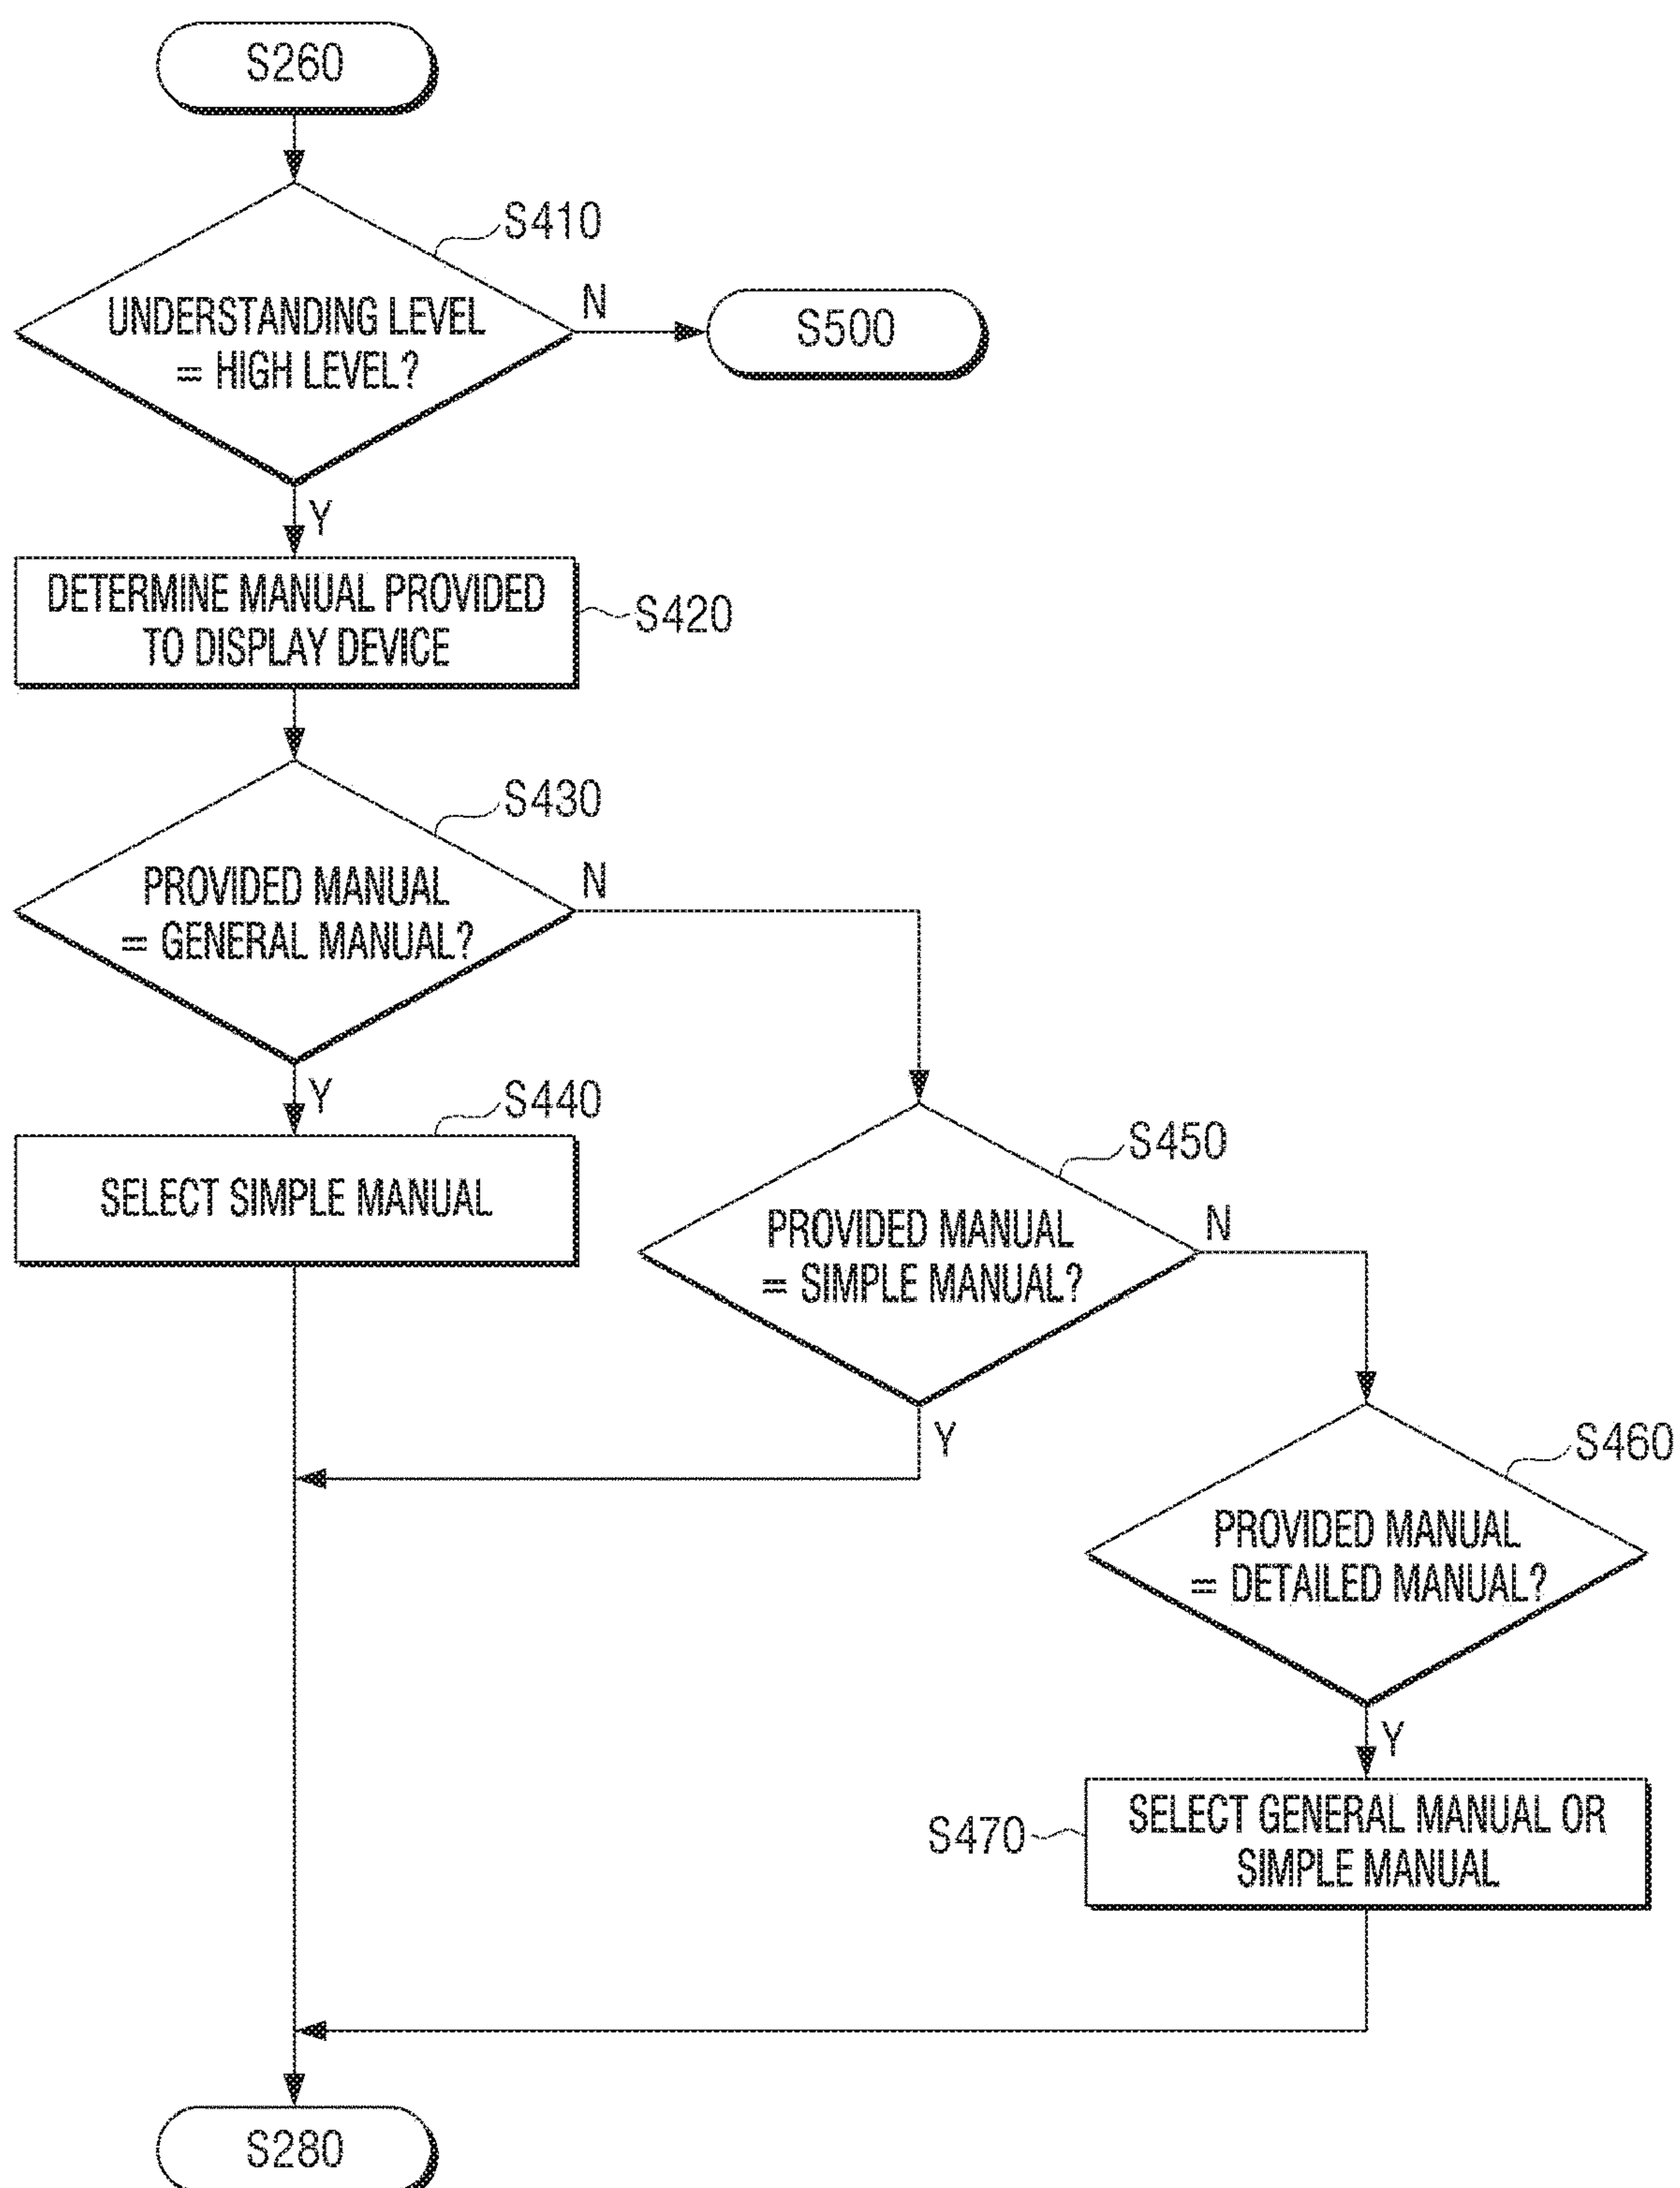 S260
S410
UNDERSTANDING LEVEL
= HIGH LEVEL?
N
S500
Y
DETERMINE MANUAL PROVIDED
TO DISPLAY DEVICE
S420
S430
PROVIDED MANUAL
= GENERAL MANUAL?
N
Y
S440
SELECT SIMPLE MANUAL
S450
PROVIDED MANUAL
= SIMPLE MANUAL?
N
Y
S460
PROVIDED MANUAL
= DETAILED MANUAL?
Y
S470
SELECT GENERAL MANUAL OR
SIMPLE MANUAL
S280